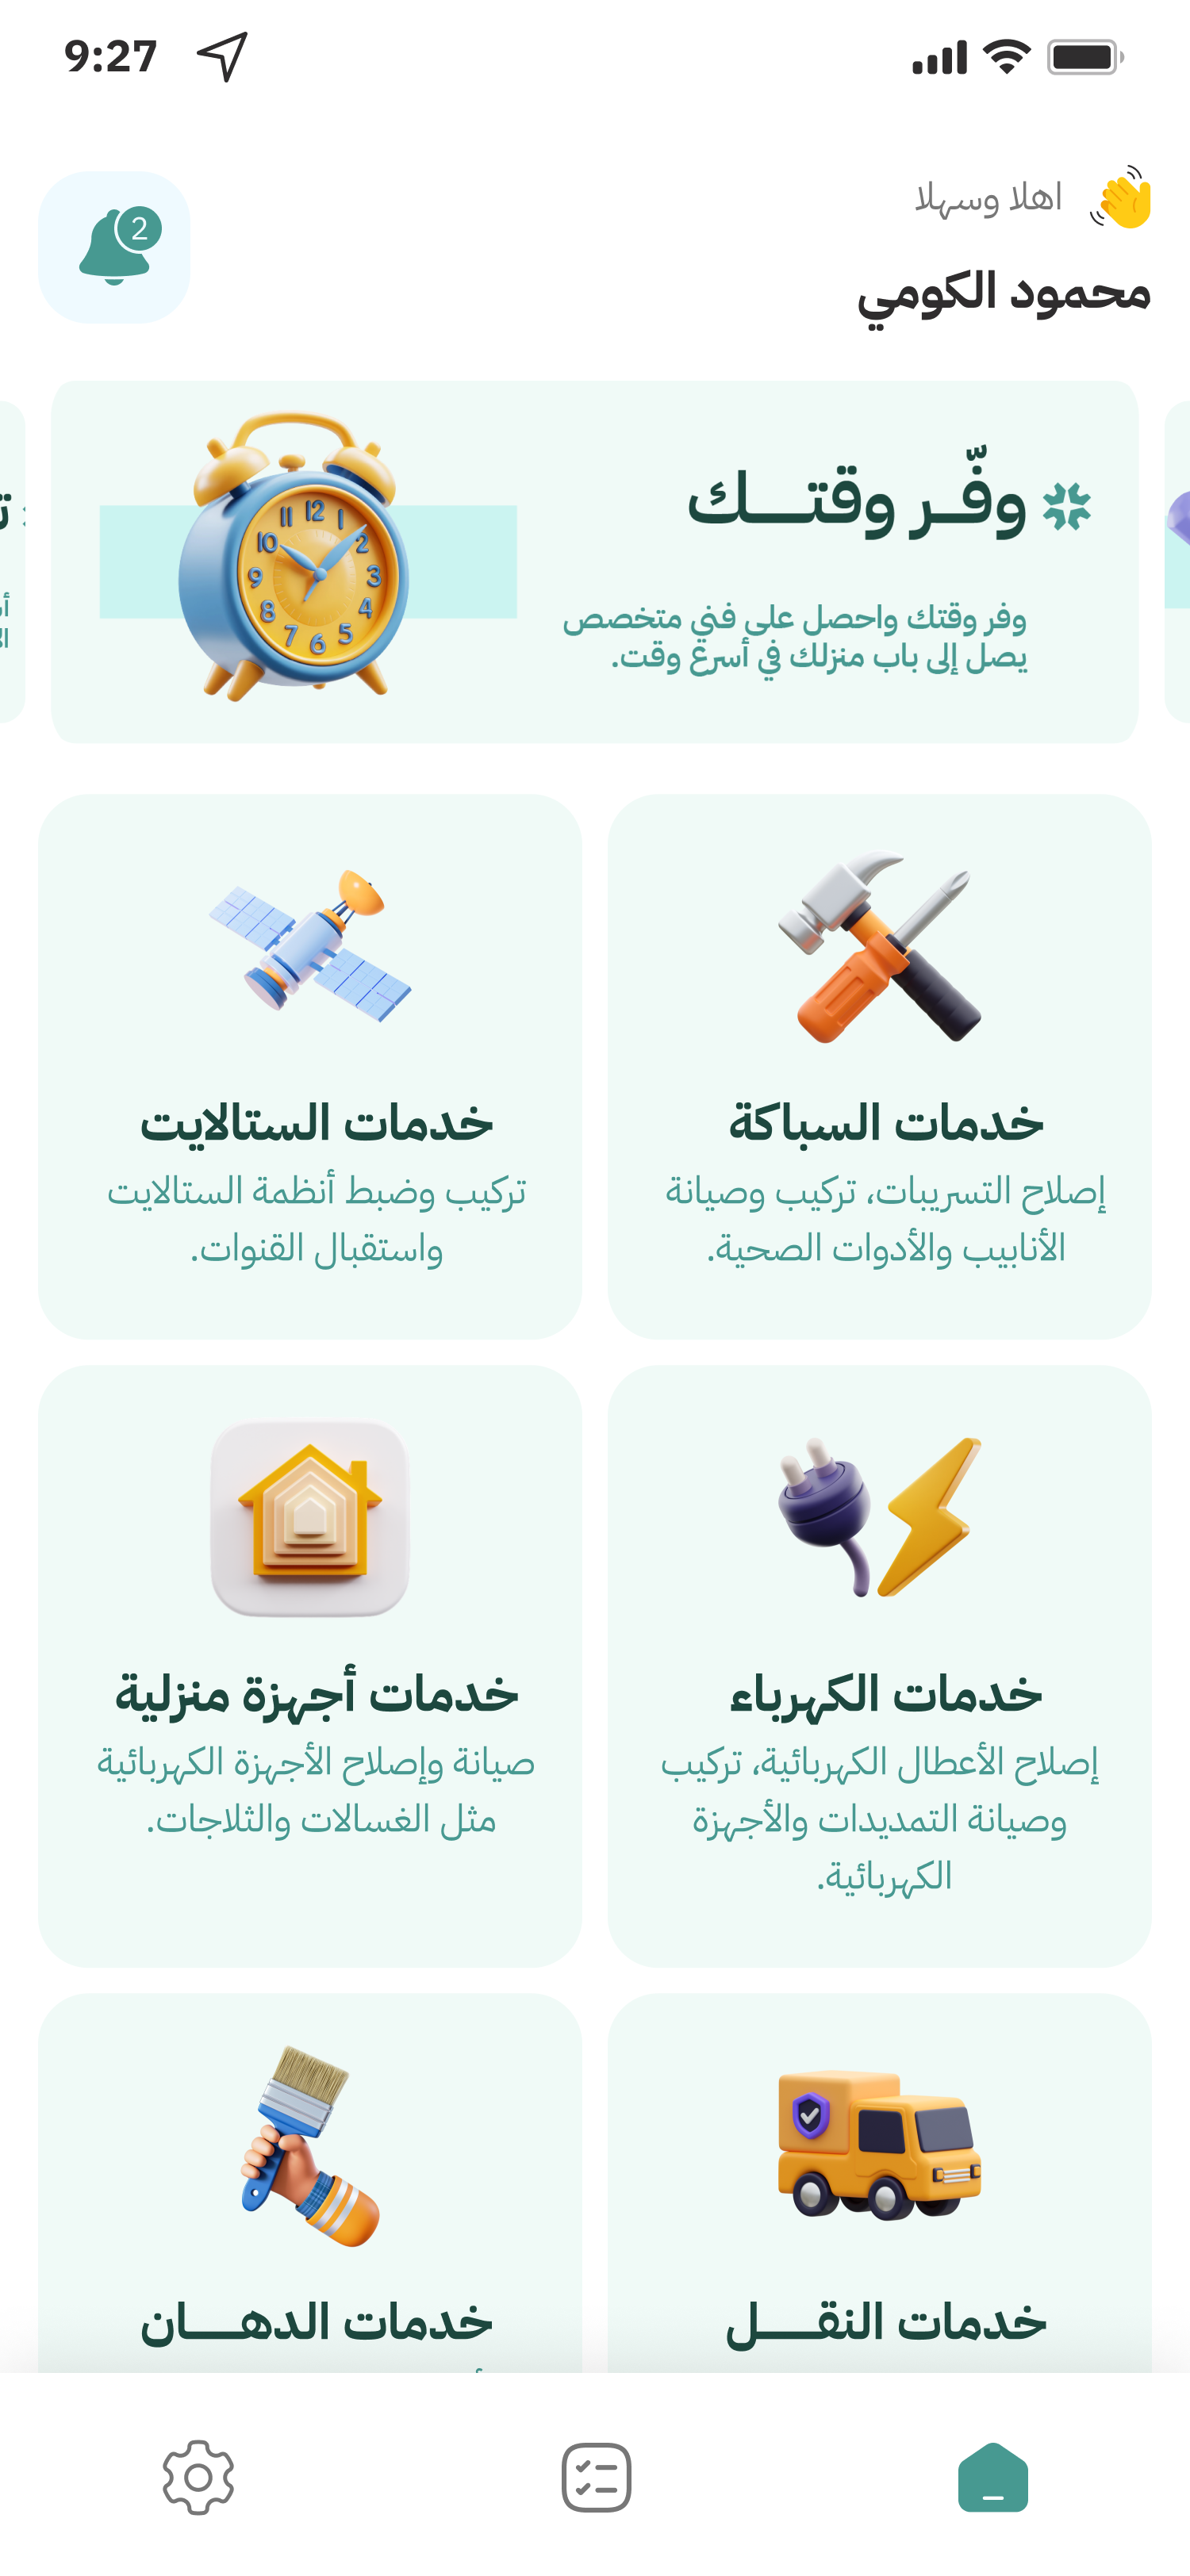 9:27
اهلا وسهلا
2
محمود الكومي
وفّـر وقتـــك
وفر وقتك واحصل على فني متخصص
يصل إلى باب منزلك في أسرع وقت.
12
1
2
3
4
5
6
7
8
9
10
11
خدمات السباكة
إصلاح التسريبات، تركيب وصيانة
الأنابيب والأدوات الصحية.
خدمات الستالايت
تركيب وضبط أنظمة الستالايت
واستقبال القنوات.
خدمات الكهرباء
إصلاح الأعطال الكهربائية، تركيب
وصيانة التمديدات والأجهزة
الكهربائية.
خدمات أجهزة منزلية
صيانة وإصلاح الأجهزة الكهربائية
مثل الغسالات والثلاجات.
خدمات النقـــــل
خدمات الدهـــــان